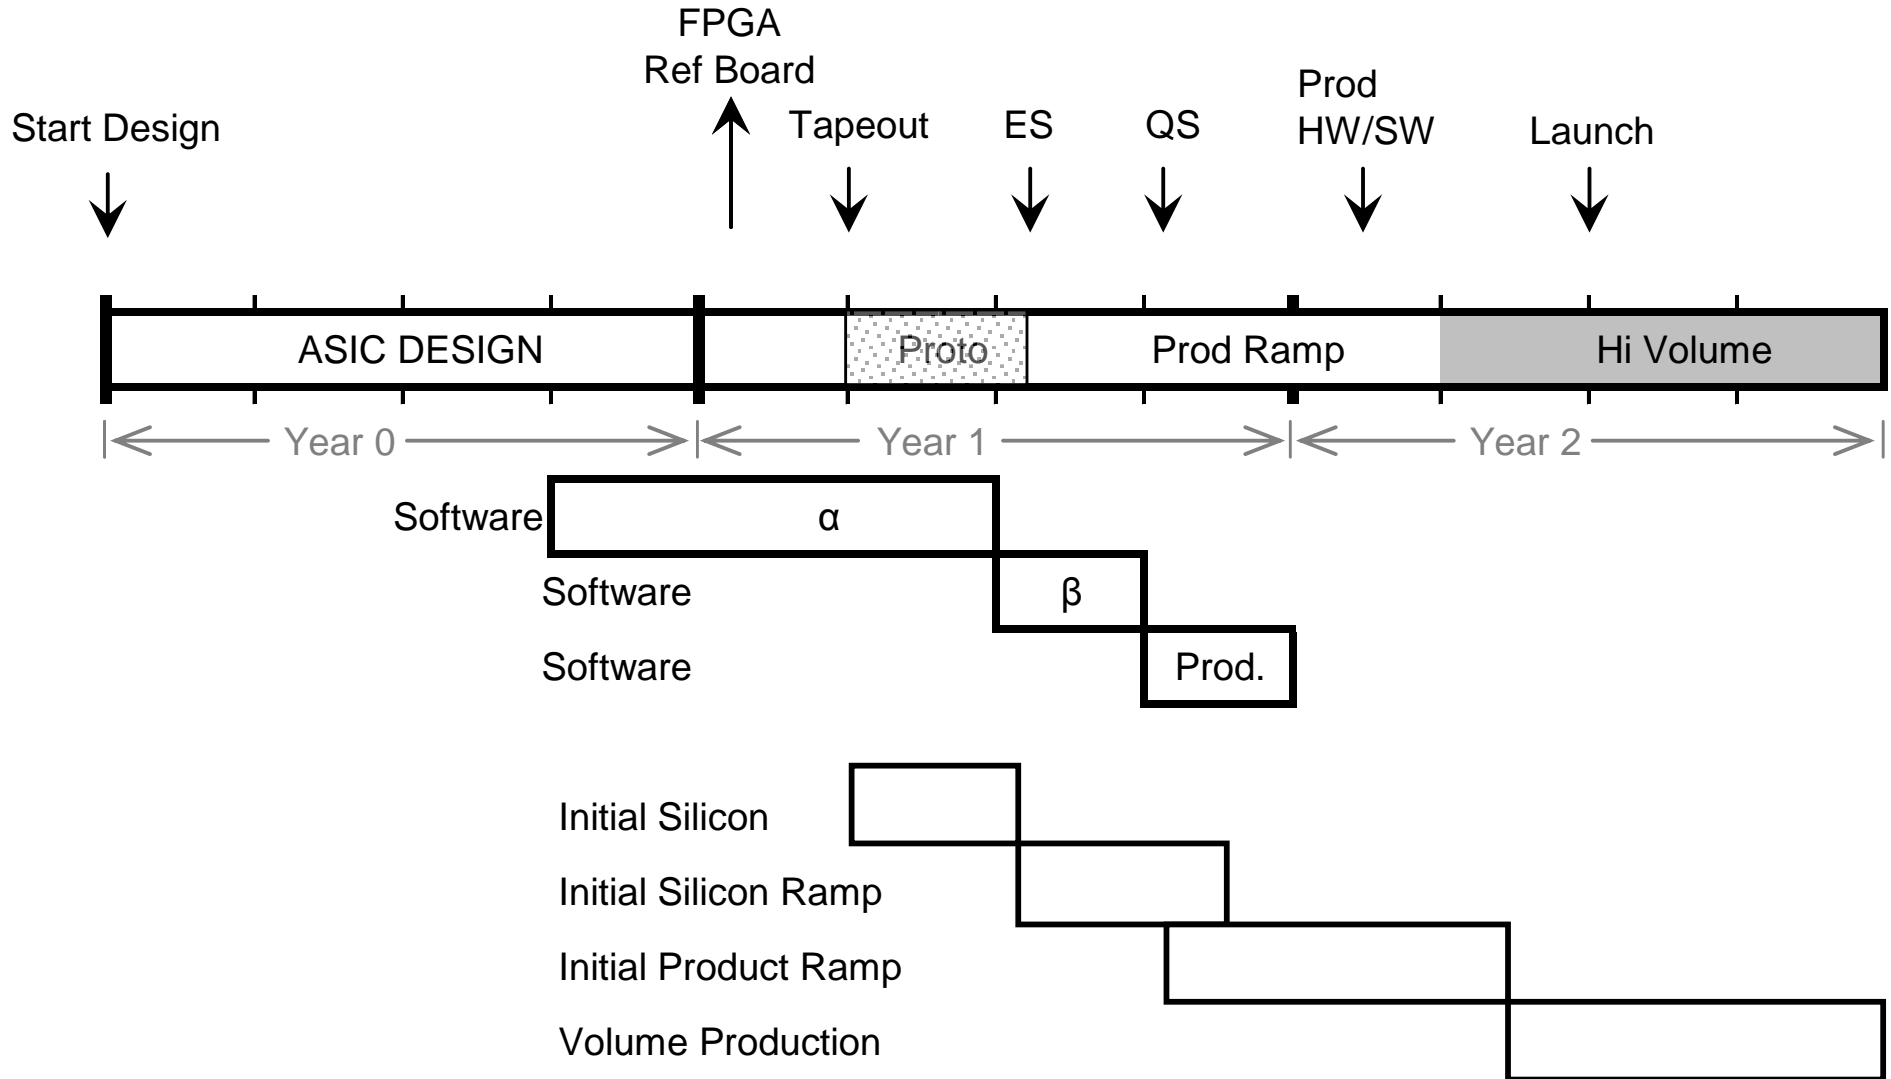 FPGA
Ref Board
Start Design
Tapeout
ES
QS
Prod
HW/SW
Launch
ASIC DESIGN
Proto
Prod Ramp
Hi Volume
Year 0
Year 1
Year 2
Software
α
Software
β
Software
Prod.
Initial Silicon
Initial Silicon Ramp
Initial Product Ramp
Volume Production